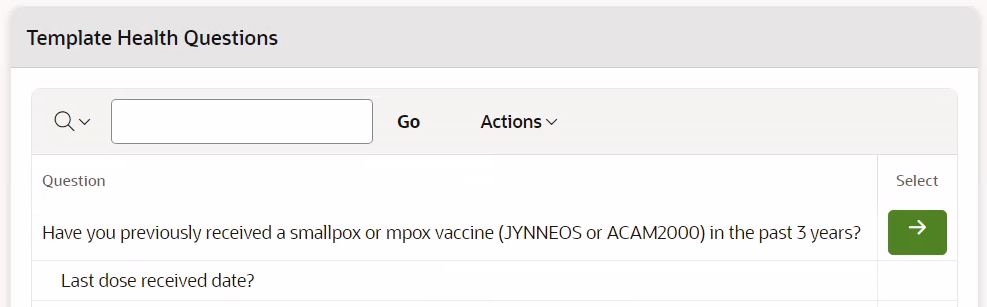 Template Health Questions
Go Actions
Question Select
Have you previously received a smallpox or mpox vaccine (JYNNEOS or ACAM2000) in the past 3 years?
Last dose received date?